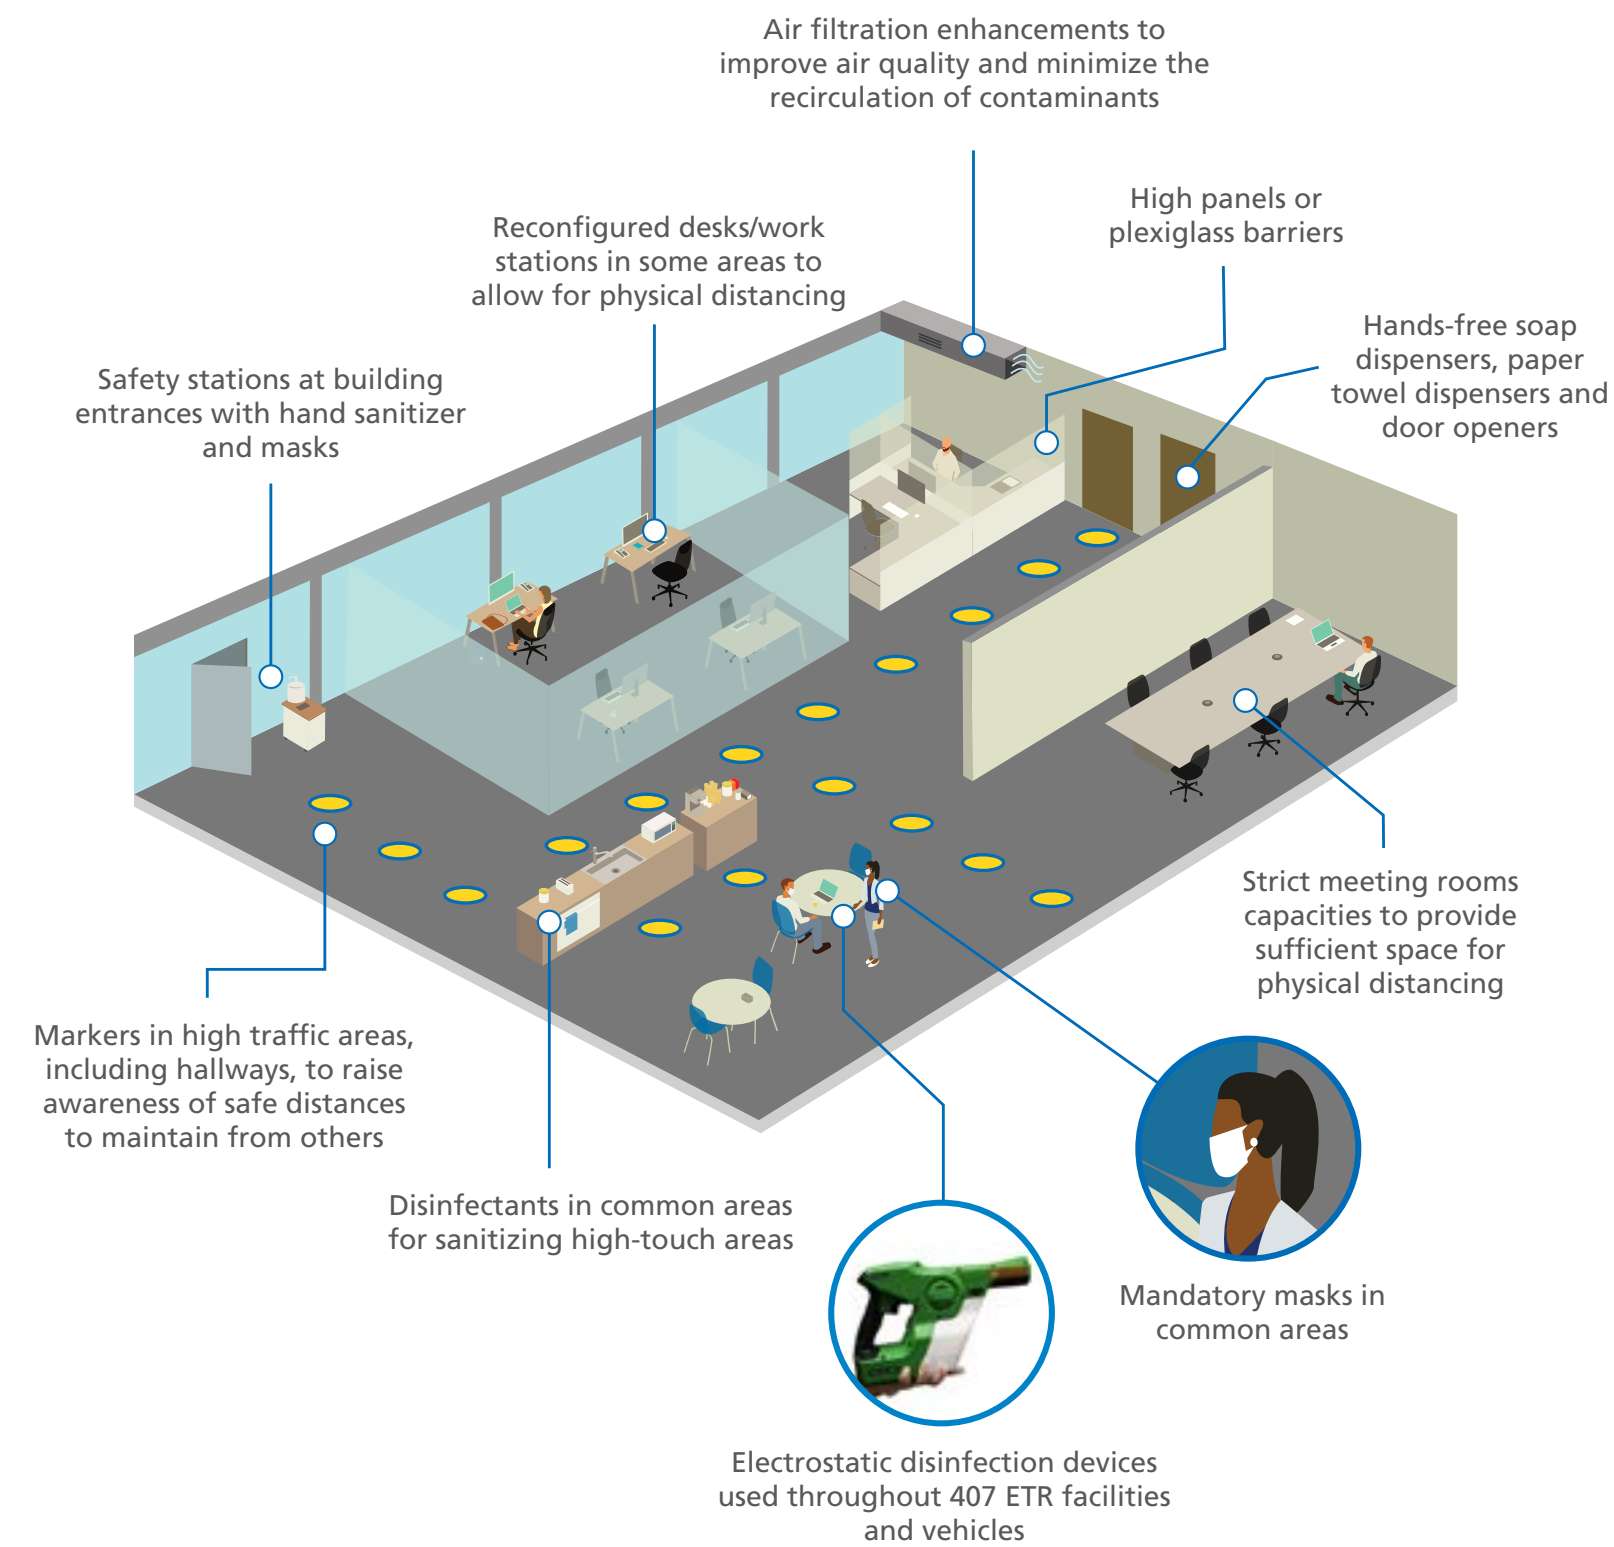 Air filtration enhancements to
improve air quality and minimize the
recirculation of contaminants
High panels or
plexiglass barriers
Reconfigured desks/work
stations in some areas to
allow for physical distancing
Hands-free soap
dispensers, paper
towel dispensers and
door openers
Safety stations at building
entrances with hand sanitizer
and masks
Strict meeting rooms
capacities to provide
sufficient space for
physical distancing
Markers in high traffic areas,
including hallways, to raise
awareness of safe distances
to maintain from others
Disinfectants in common areas
for sanitizing high-touch areas
Mandatory masks in
common areas
Electrostatic disinfection devices
used throughout 407 ETR facilities
and vehicles